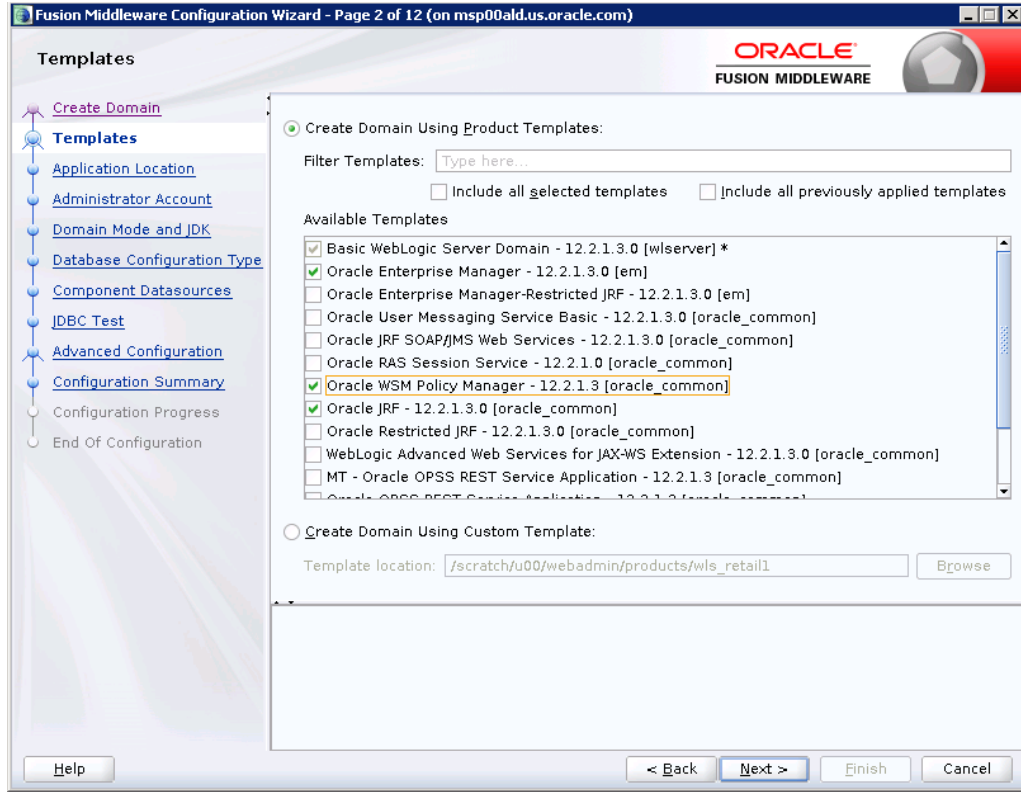 Fusion Middleware Configuration Wizard - Page 2 of 12 (on msp00ald.us.oracle.com)
Templates
ORACLE
FUSION MIDDLEWARE
Create Domain
Templates
Application Location
Administrator Account
Domain Mode and JDK
Database Configuration Type
Component Datasources
JDBC Test
Advanced Configuration
Configuration Summary
Configuration Progress
End Of Configuration
Create Domain Using Product Templates:
Filter Templates: Type here...
Include all selected templates Include all previously applied templates
Available Templates
Basic WebLogic Server Domain - 12.2.1.3.0 [wlserver] *
Oracle Enterprise Manager - 12.2.1.3.0 [em]
Oracle Enterprise Manager-Restricted JRF - 12.2.1.3.0 [em]
Oracle User Messaging Service Basic - 12.2.1.3.0 [oracle_common]
Oracle JRF SOAP/JMS Web Services - 12.2.1.3.0 [oracle_common]
Oracle RAS Session Service - 12.2.1.0 [oracle_common]
Oracle WSM Policy Manager - 12.2.1.3 [oracle_common]
Oracle JRF - 12.2.1.3.0 [oracle_common]
Oracle Restricted JRF - 12.2.1.3.0 [oracle_common]
WebLogic Advanced Web Services for JAX-WS Extension - 12.2.1.3.0 [oracle_common]
MT - Oracle OPSS REST Service Application - 12.2.1.3 [oracle_common]
Oracle OPSS REST Service Application - 12.2.1.3 [oracle_common]
Create Domain Using Custom Template:
Template location: /scratch/u00/webadmin/products/wls_retail1 Browse
Help < Back Next > Finish Cancel